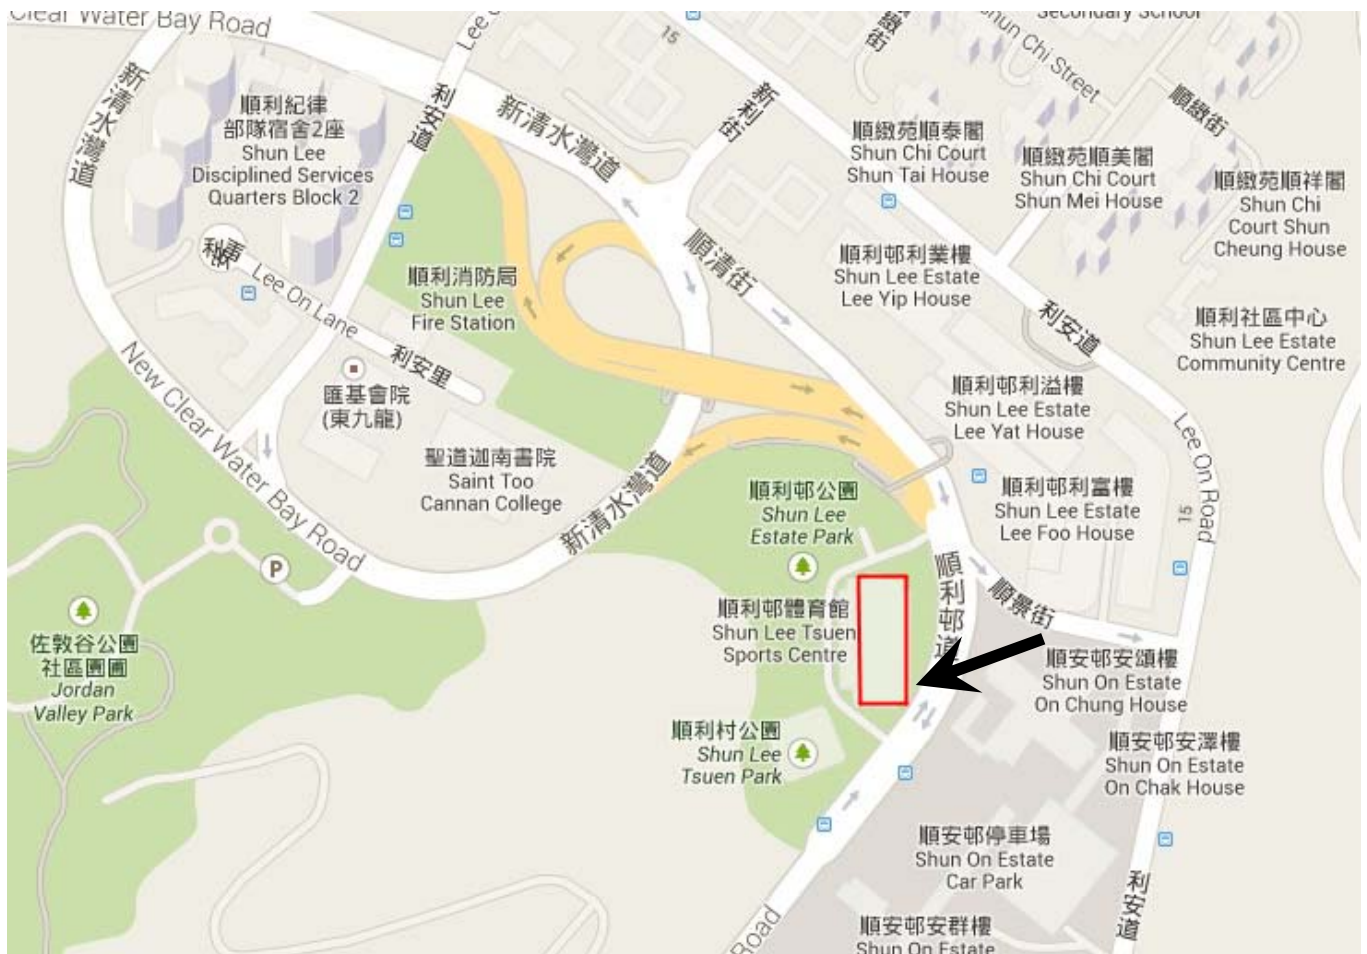 Clear Water Bay Road
新清水灣道
順利紀律
部隊宿舍2座
Shun Lee
Disciplined Services
Quarters Block 2
利安道
新清水灣道
新利街
15
緻街
Shun Chi Street
Secondary School
順緻街
順緻苑順泰閣
Shun Chi Court
Shun Tai House
順緻苑順美閣
Shun Chi Court
Shun Mei House
順緻苑順祥閣
Shun Chi
Court Shun
Cheung House
順清街
順利邨利業樓
Shun Lee Estate
Lee Yip House
Lee On Lane
利安里
順利消防局
Shun Lee
Fire Station
利安道
順利社區中心
Shun Lee Estate
Community Centre
New Clear Water Bay Road
匯基會院
(東九龍)
順利邨利溢樓
Shun Lee Estate
Lee Yat House
Lee On Road
15
聖道迦南書院
Saint Too
Cannan College
新清水灣道
順利邨公園
Shun Lee
Estate Park
順利邨利富樓
Shun Lee Estate
Lee Foo House
P
順利邨道
順景街
佐敦谷公園
社區園圃
Jordan
Valley Park
順利邨體育館
Shun Lee Tsuen
Sports Centre
順安邨安頌樓
Shun On Estate
On Chung House
順利村公園
Shun Lee
Tsuen Park
順安邨安澤樓
Shun On Estate
On Chak House
順安邨停車場
Shun On Estate
Car Park
利安道
順安邨安群樓
Shun On Estate
Road